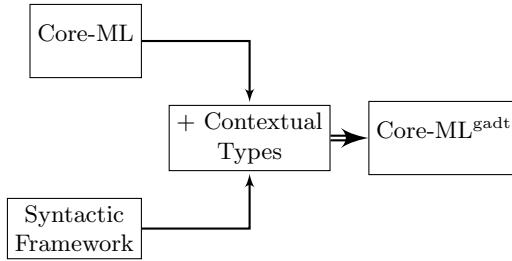 Core-ML
+ Contextual
Types
Core-ML^gadt
Syntactic
Framework